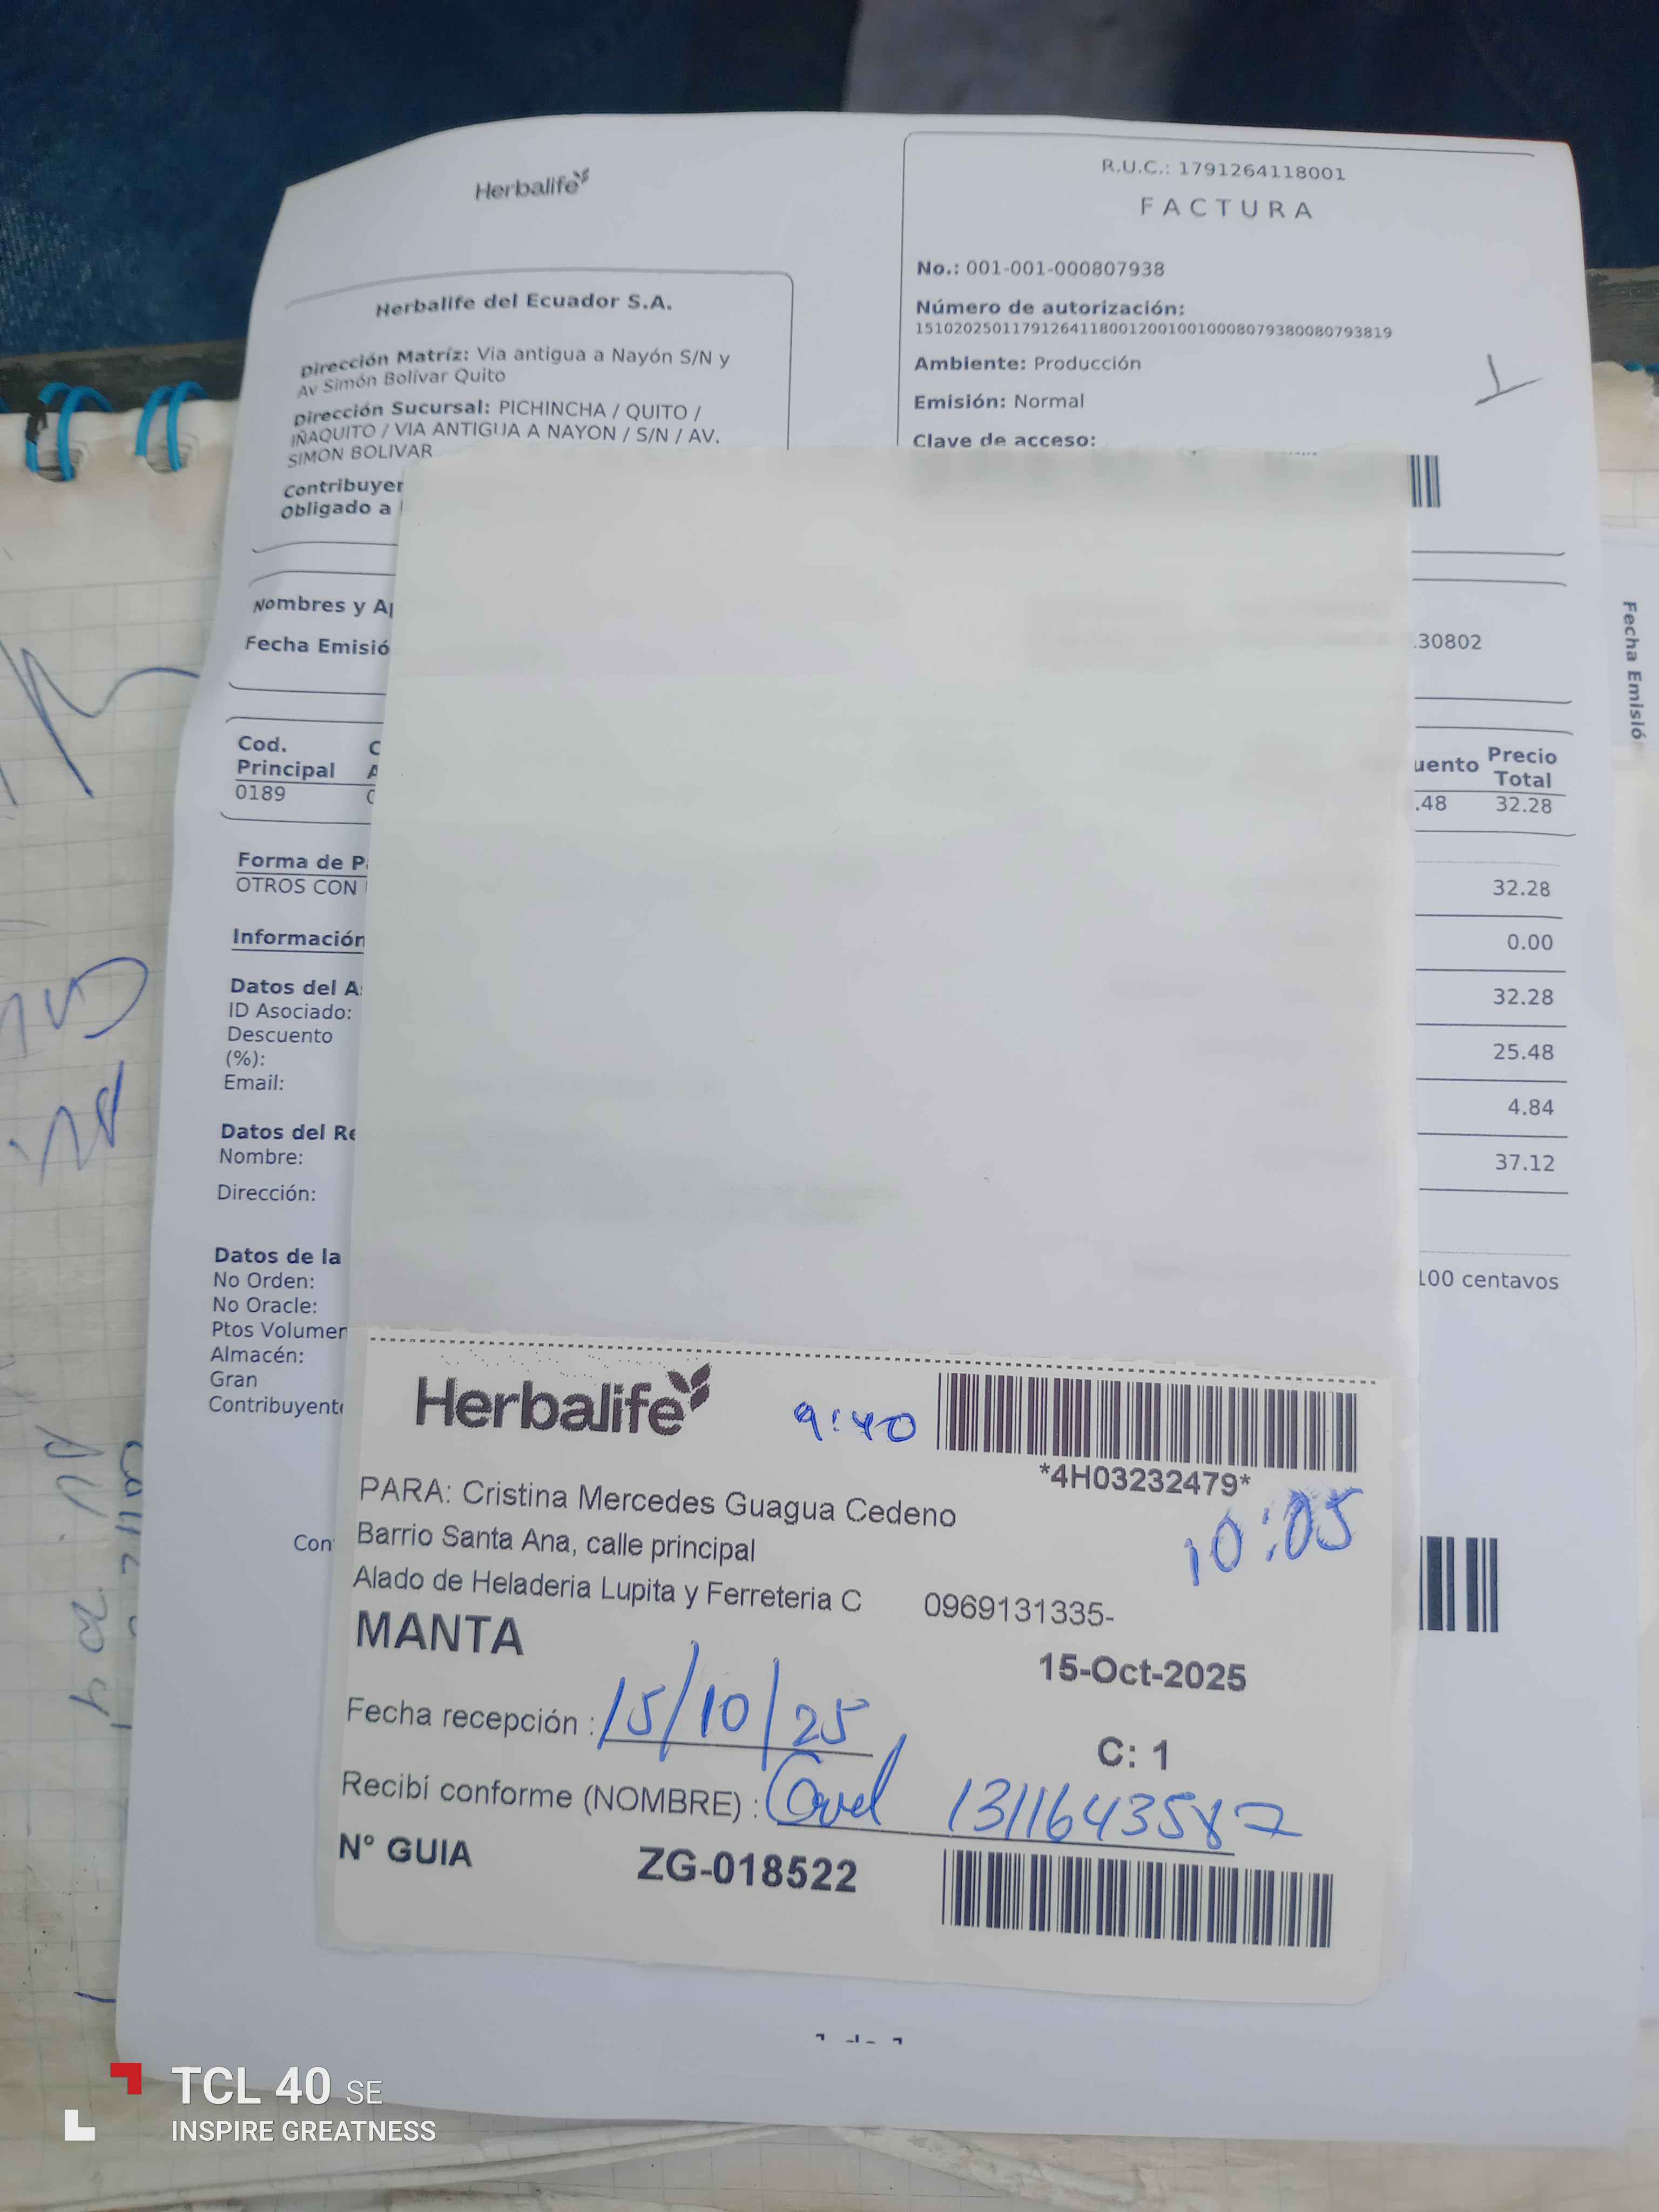 Herbalife
R.U.C.: 1791264118001
FACTURA
No.: 001-001-000807938
Número de autorización:
1510202501179126411800120010010008079380080793819
Ambiente: Producción
Emisión: Normal
Clave de acceso:
Herbalife del Ecuador S.A.
Dirección Matríz: Via antigua a Nayón S/N y
Av Simón Bolívar Quito
Dirección Sucursal: PICHINCHA / QUITO /
IÑAQUITO / VIA ANTIGUA A NAYON / S/N / AV.
SIMON BOLIVAR
Contribuyer
Obligado a
Nombres y Ap
Fecha Emisió
.30802
Fecha Emisió
Cod.
Principal
0189
uento
Precio
Total
.48 32.28
Forma de P
OTROS CON
32.28
0.00
32.28
25.48
4.84
37.12
100 centavos
Información
Datos del A
ID Asociado:
Descuento
(%):
Email:
Datos del Re
Nombre:
Dirección:
Datos de la
No Orden:
No Oracle:
Ptos Volumen
Almacén:
Gran
Contribuyent
Con
Herbalife
9:40
*4H03232479*
10:05
PARA: Cristina Mercedes Guagua Cedeno
Barrio Santa Ana, calle principal
Alado de Heladeria Lupita y Ferreteria C 0969131335-
MANTA
15-Oct-2025
Fecha recepción : 15/10/25
C: 1
Recibí conforme (NOMBRE) : 1311643587
N° GUIA ZG-018522
TCL 40 SE
INSPIRE GREATNESS